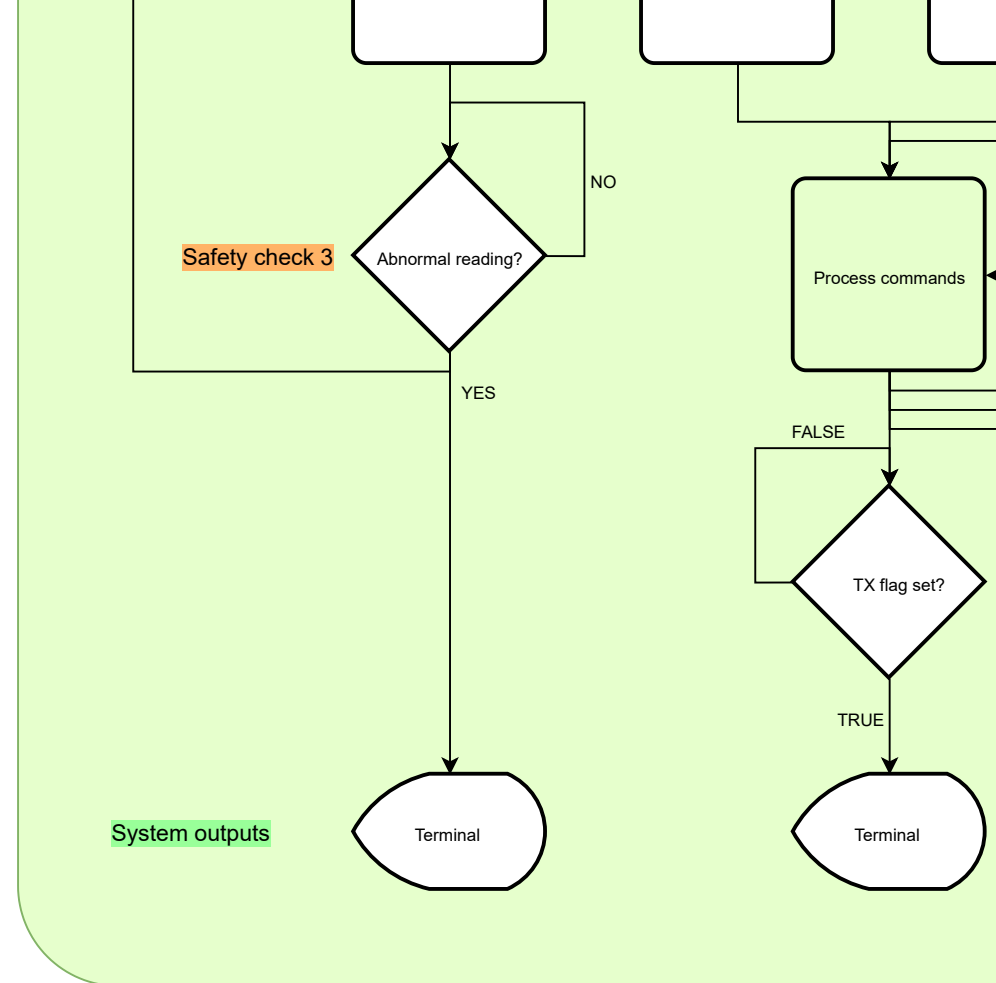 NO
Safety check 3
Abnormal reading?
Process commands
YES
FALSE
TX flag set?
TRUE
System outputs
Terminal
Terminal